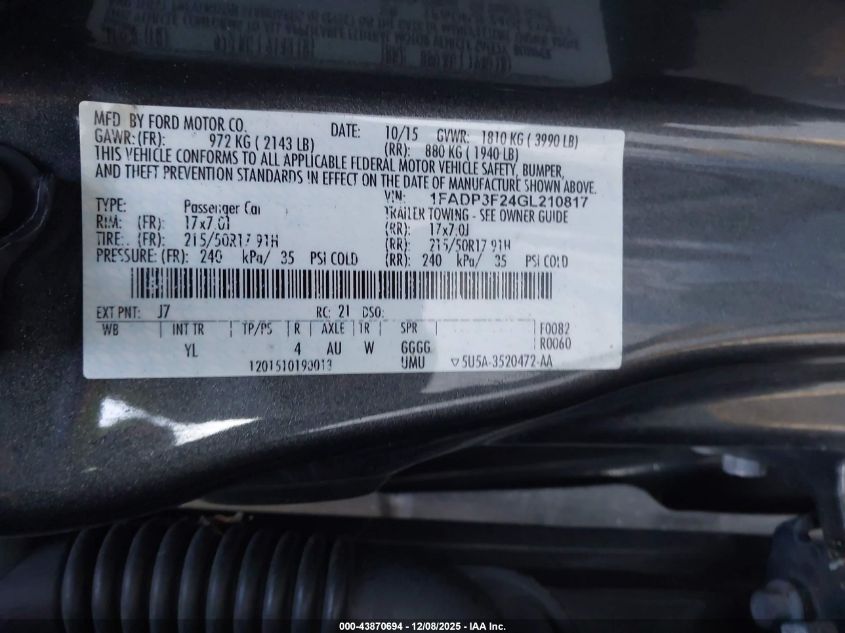 MFD BY FORD MOTOR CO. DATE: 10/15 GVWR: 1810 KG ( 3990 LB)
GAWR: (FR): 972 KG ( 2143 LB) (RR): 880 KG ( 1940 LB)
THIS VEHICLE CONFORMS TO ALL APPLICABLE FEDERAL MOTOR VEHICLE SAFETY, BUMPER,
AND THEFT PREVENTION STANDARDS IN EFFECT ON THE DATE OF MANUFACTURE SHOWN ABOVE.
VIN: 1FADP3F24GL210817
TYPE: Passenger Car TRAILER TOWING - SEE OWNER GUIDE
RIM: (FR) 17x7.0J (RR) 17x7.0J
TIRE: (FR) 215/50R17 91H (RR): 215/50R17 91H
PRESSURE: (FR) 240 kPa/ 35 PSI COLD (RR) 240 kPa/ 35 PSI COLD
EXT PNT: J7 RC: 21 DSO:
WB INT TR TP/PS R AXLE TR SPR F0082
YL 4 AU W GGGG R0060
1201510190013 UMU ▽5U5A-3520472-AA
000-43870694 - 12/08/2025 - IAA Inc.